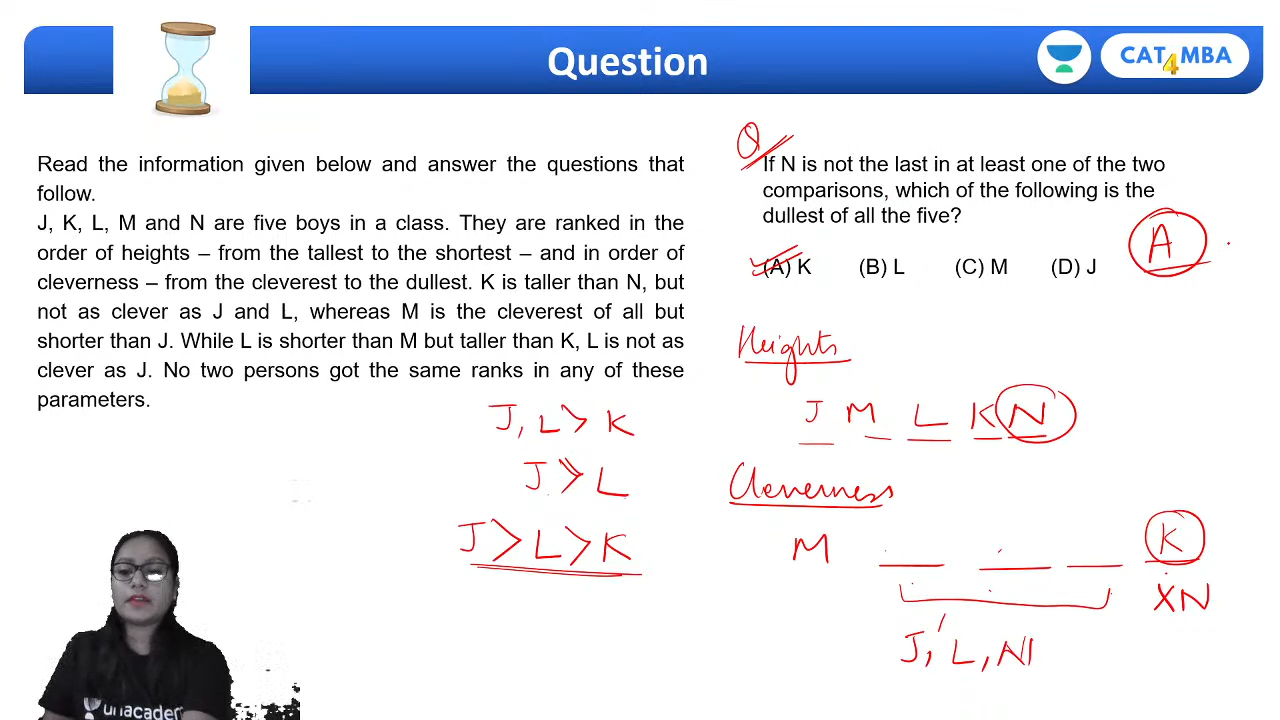 Question
CAT4MBA
Read the information given below and answer the questions that
follow.
J, K, L, M and N are five boys in a class. They are ranked in the
order of heights – from the tallest to the shortest – and in order of
cleverness – from the cleverest to the dullest. K is taller than N, but
not as clever as J and L, whereas M is the cleverest of all but
shorter than J. While L is shorter than M but taller than K, L is not as
clever as J. No two persons got the same ranks in any of these
parameters.
J, L > K
J > L
J > L > K
Q
If N is not the last in at least one of the two
comparisons, which of the following is the
dullest of all the five?
(A) K (B) L (C) M (D) J
A
Heights
J M L K N
Cleverness
M K
X N
J, L, N
unacademy